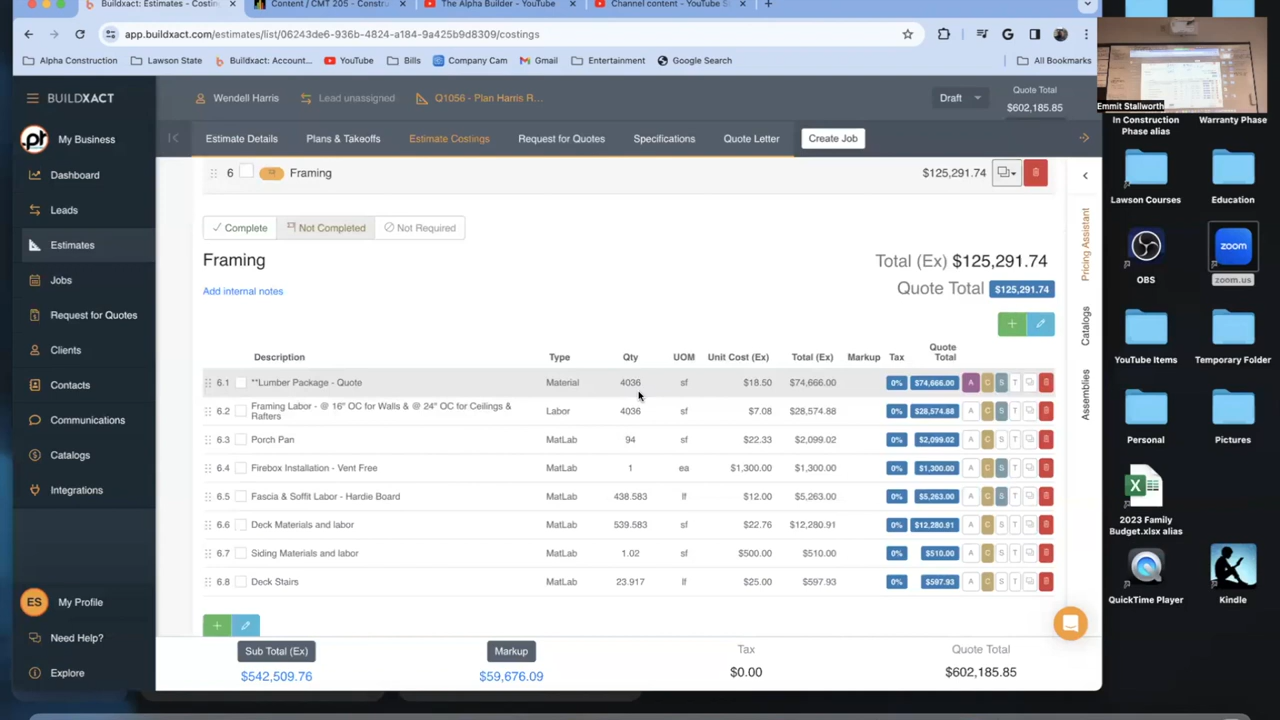 Buildxact: Estimates - Costin
Content / CMT 205 - Constru
The Alpha Builder - YouTube
Channel content - YouTube S
app.buildxact.com/estimates/list/06243de6-936b-4824-a184-9a425b9d8309/costings
Alpha Construction
Lawson State
Buildxact: Account...
YouTube
Bills
Company Cam
Gmail
Entertainment
Google Search
All Bookmarks
BUILDXACT
Wendell Harris
Lead unassigned
Q1056 - Plan Harris R...
Draft
Quote Total
$602,185.85
pt
My Business
Estimate Details
Plans & Takeoffs
Estimate Costings
Request for Quotes
Specifications
Quote Letter
Create Job
Dashboard
Leads
Estimates
Jobs
Request for Quotes
Clients
Contacts
Communications
Catalogs
Integrations
ES
My Profile
Need Help?
Explore
6 Framing $125,291.74
Complete
Not Completed
Not Required
Framing
Total (Ex) $125,291.74
Add internal notes
Quote Total $125,291.74
Description Type Qty UOM Unit Cost (Ex) Total (Ex) Markup Tax Quote Total
6.1 **Lumber Package - Quote Material 4036 sf $18.50 $74,666.00 0% $74,666.00 A C S T
6.2 Framing Labor - @ 16" OC for Walls & @ 24" OC for Ceilings & Rafters Labor 4036 sf $7.08 $28,574.88 0% $28,574.88 A C S T
6.3 Porch Pan MatLab 94 sf $22.33 $2,099.02 0% $2,099.02 A C S T
6.4 Firebox Installation - Vent Free MatLab 1 ea $1,300.00 $1,300.00 0% $1,300.00 A C S T
6.5 Fascia & Soffit Labor - Hardie Board MatLab 438.583 lf $12.00 $5,263.00 0% $5,263.00 A C S T
6.6 Deck Materials and labor MatLab 539.583 sf $22.76 $12,280.91 0% $12,280.91 A C S T
6.7 Siding Materials and labor MatLab 1.02 sf $500.00 $510.00 0% $510.00 A C S T
6.8 Deck Stairs MatLab 23.917 lf $25.00 $597.93 0% $597.93 A C S T
Sub Total (Ex)
$542,509.76
Markup
$59,676.09
Tax
$0.00
Quote Total
$602,185.85
Pricing Assistant
Catalogs
Assemblies
Emmit Stallworth
In Construction
Phase alias
Warranty Phase
Lawson Courses
Education
OBS
zoom
zoom.us
YouTube Items
Temporary Folder
Personal
Pictures
2023 Family
Budget.xlsx alias
QuickTime Player
Kindle